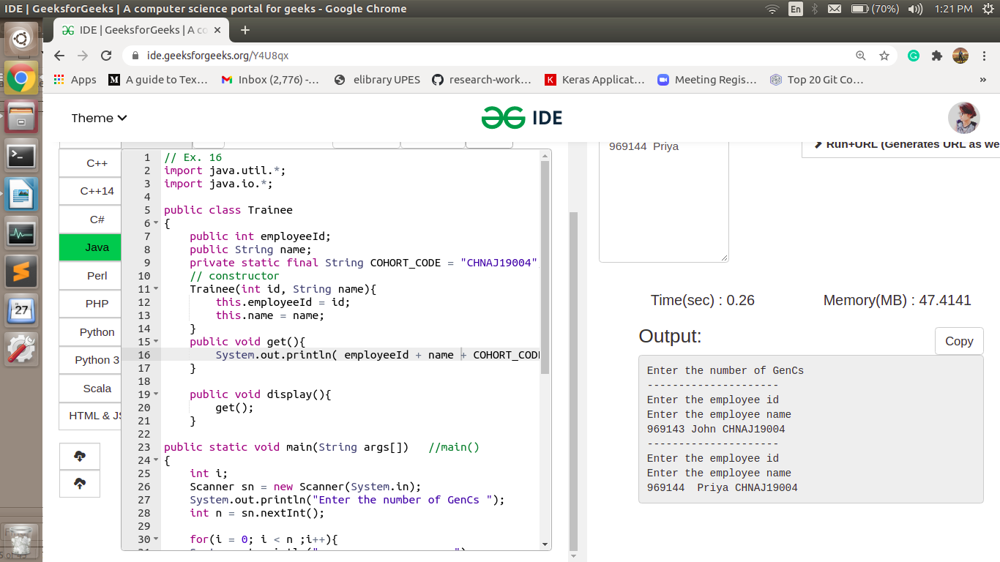 IDE | GeeksforGeeks | A computer science portal for geeks - Google Chrome
En
(70%)
1:21 PM
IDE | GeeksforGeeks | A co
ide.geeksforgeeks.org/Y4U8qx
Apps
M A guide to Tex…
Inbox (2,776) -…
elibrary UPES
research-work…
K Keras Applicat…
Meeting Regis…
Top 20 Git Co…
»
Theme
IDE
969144  Priya
Run+URL (Generates URL as we
C++
C++14
C#
Java
Perl
PHP
Python
Python 3
Scala
HTML & JS
27
1 // Ex. 16
2 import java.util.*;
3 import java.io.*;
4
5 public class Trainee
6 {
7     public int employeeId;
8     public String name;
9     private static final String COHORT_CODE = "CHNAJ19004"
10     // constructor
11     Trainee(int id, String name){
12         this.employeeId = id;
13         this.name = name;
14     }
15     public void get(){
16         System.out.println( employeeId + name + COHORT_CODE
17     }
18
19     public void display(){
20         get();
21     }
22
23 public static void main(String args[])   //main()
24 {
25     int i;
26     Scanner sn = new Scanner(System.in);
27     System.out.println("Enter the number of GenCs ");
28     int n = sn.nextInt();
29
30     for(i = 0; i < n ;i++){
Time(sec) : 0.26
Memory(MB) : 47.4141
Output:
Copy
Enter the number of GenCs
---------------------
Enter the employee id
Enter the employee name
969143 John CHNAJ19004
---------------------
Enter the employee id
Enter the employee name
969144  Priya CHNAJ19004